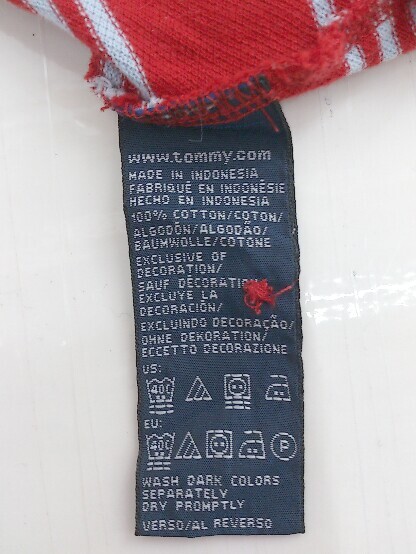 www.tommy.com
MADE IN INDONESIA
FABRIQUÉ EN INDONÉSIE
HECHO EN INDONESIA
100% COTTON/COTON/
ALGODÓN/ALGODÃO/
BAUMWOLLE/COTONE
EXCLUSIVE OF
DECORATION/
SAUF DÉCORATION/
EXCLUYE LA
DECORACIÓN/
EXCLUINDO DECORAÇÃO/
OHNE DEKORATION/
ECCETTO DECORAZIONE
US:
40C
EU:
40C P
WASH DARK COLORS
SEPARATELY
DRY PROMPTLY
VERSO/AL REVERSO